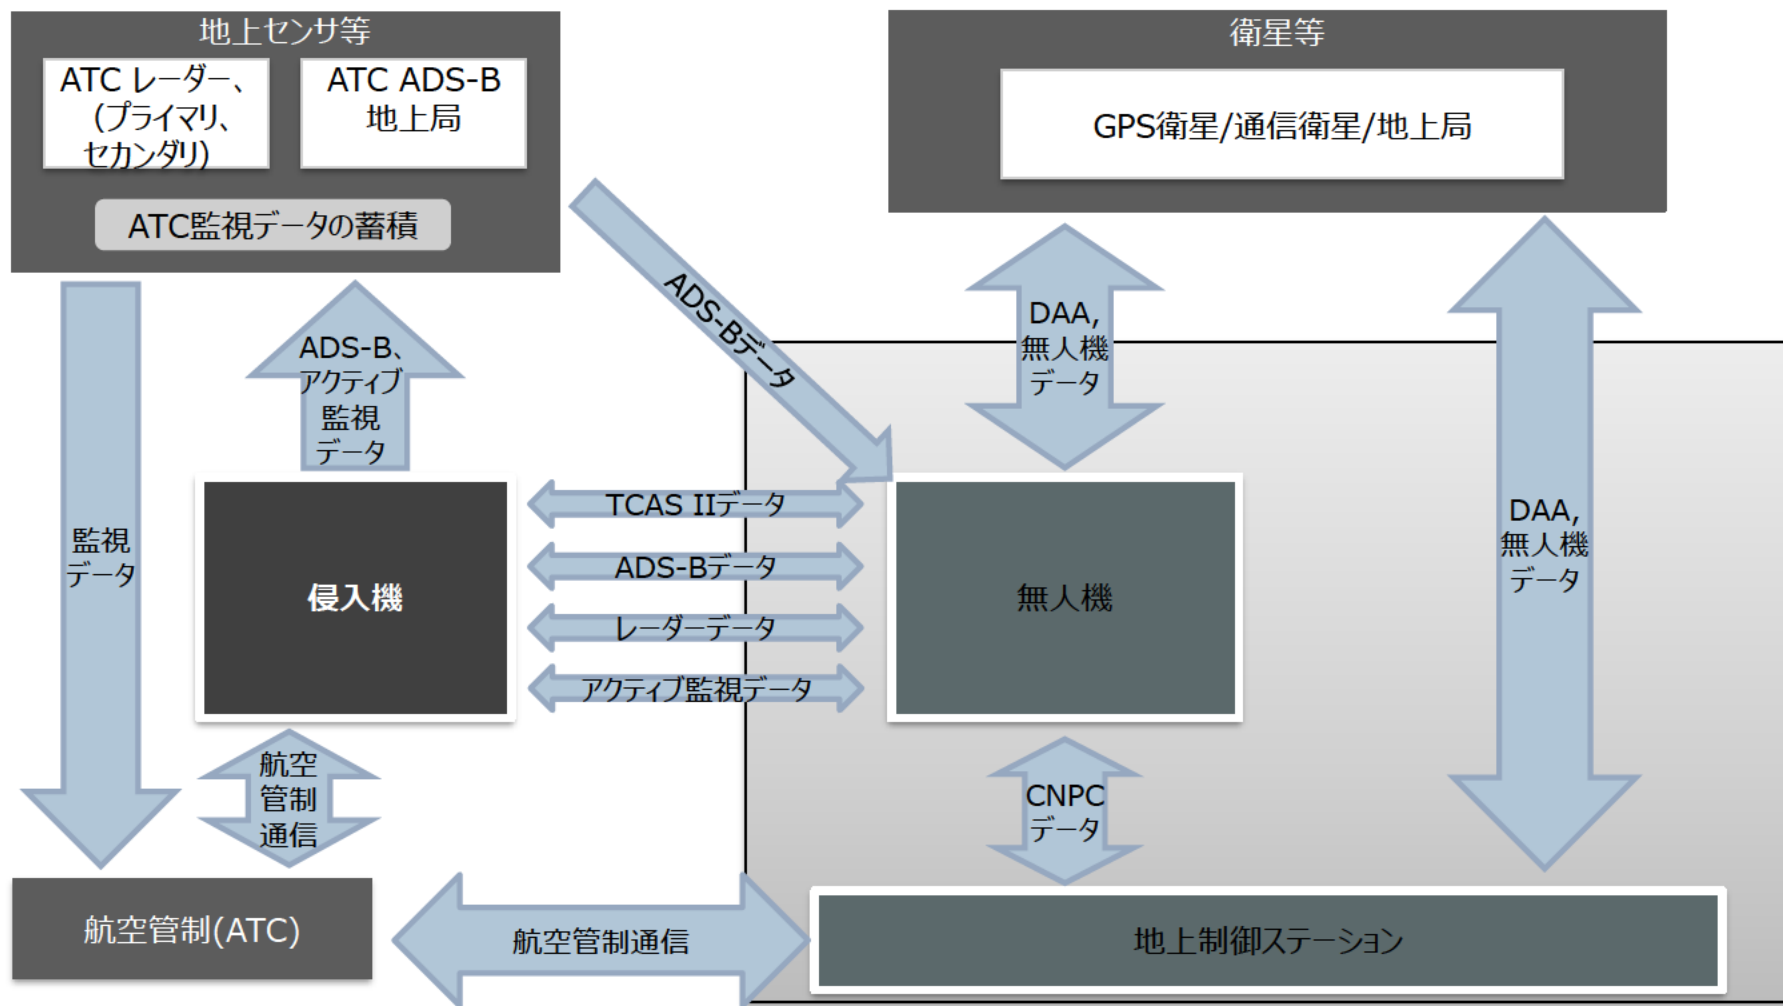 地上センサ等
ATC レーダー、
（プライマリ、
セカンダリ）
ATC ADS-B
地上局
ATC監視データの蓄積
衛星等
GPS衛星/通信衛星/地上局
ADS-Bデータ
DAA,
無人機
データ
ADS-B、
アクティブ
監視
データ
監視
データ
侵入機
TCAS IIデータ
ADS-Bデータ
レーダーデータ
アクティブ監視データ
無人機
DAA,
無人機
データ
航空
管制
通信
CNPC
データ
航空管制(ATC)
航空管制通信
地上制御ステーション